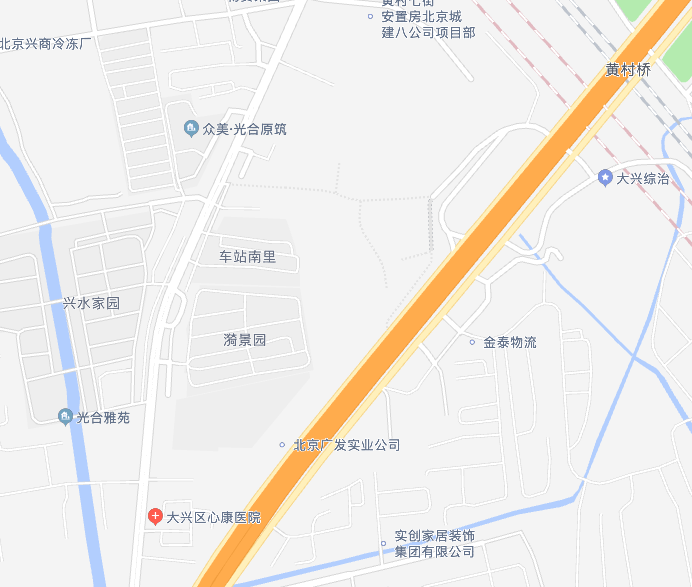 黄村七街
安置房北京城
建八公司项目部
北京兴商冷冻厂
黄村桥
众美·光合原筑
大兴综治
车站南里
兴水家园
漪景园
金泰物流
光合雅苑
北京广发实业公司
大兴区心康医院
实创家居装饰
集团有限公司